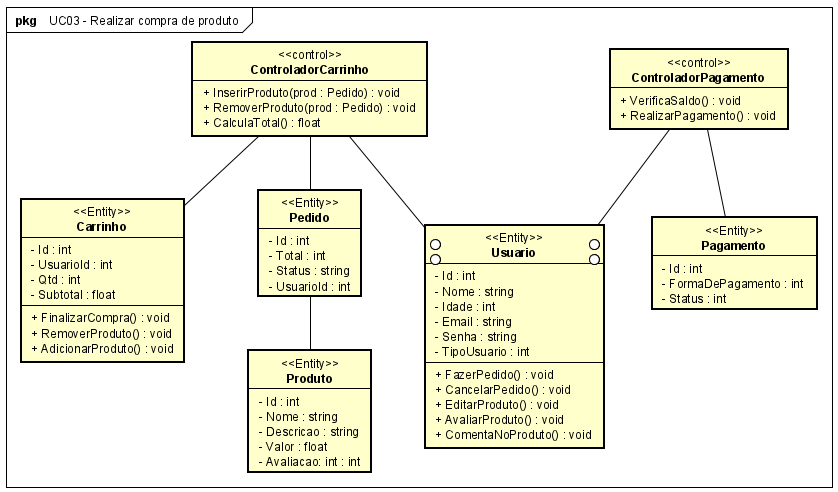 pkg UC03 - Realizar compra de produto
<<control>>
ControladorCarrinho
+ InserirProduto(prod : Pedido) : void
+ RemoverProduto(prod : Pedido) : void
+ CalculaTotal() : float
<<control>>
ControladorPagamento
+ VerificaSaldo() : void
+ RealizarPagamento() : void
<<Entity>>
Carrinho
- Id : int
- UsuarioId : int
- Qtd : int
- Subtotal : float
+ FinalizarCompra() : void
+ RemoverProduto() : void
+ AdicionarProduto() : void
<<Entity>>
Pedido
- Id : int
- Total : int
- Status : string
- UsuarioId : int
<<Entity>>
Usuario
- Id : int
- Nome : string
- Idade : int
- Email : string
- Senha : string
- TipoUsuario : int
+ FazerPedido() : void
+ CancelarPedido() : void
+ EditarProduto() : void
+ AvaliarProduto() : void
+ ComentaNoProduto() : void
<<Entity>>
Pagamento
- Id : int
- FormaDePagamento : int
- Status : int
<<Entity>>
Produto
- Id : int
- Nome : string
- Descricao : string
- Valor : float
- Avaliacao: int : int